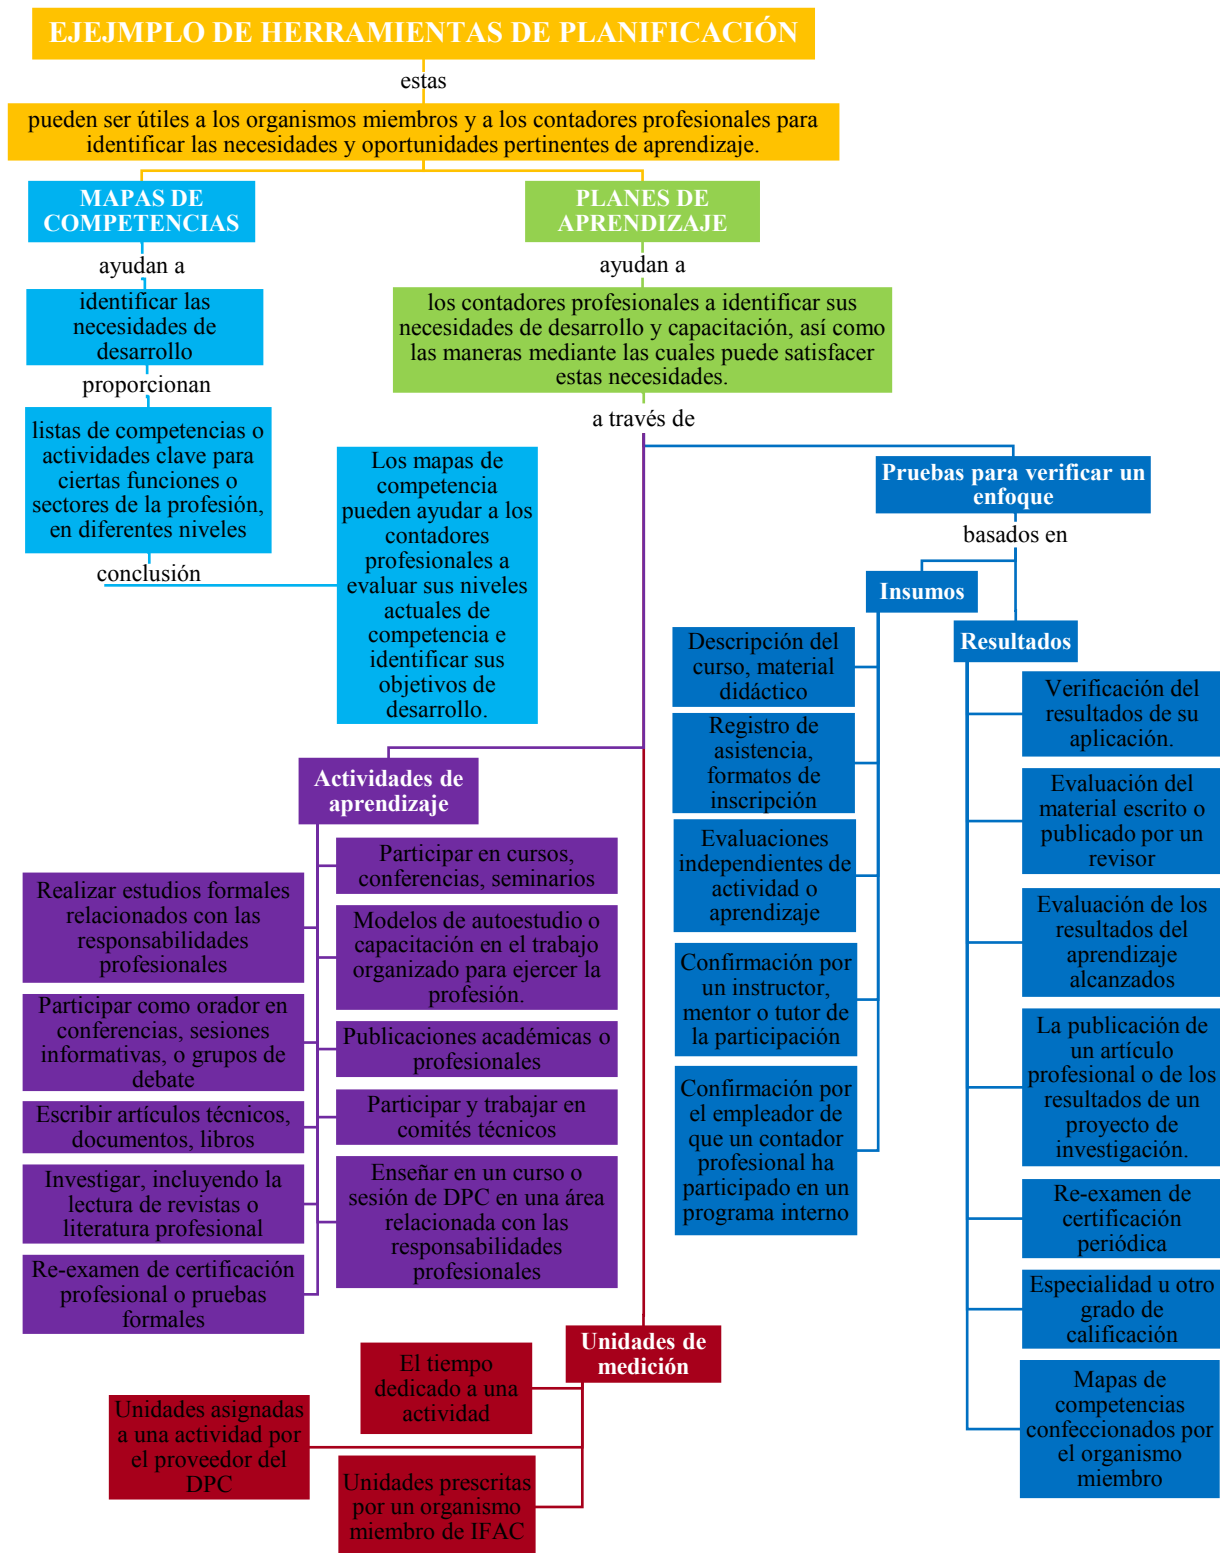 EJEJMPLO DE HERRAMIENTAS DE PLANIFICACIÓN
estas
pueden ser útiles a los organismos miembros y a los contadores profesionales para
identificar las necesidades y oportunidades pertinentes de aprendizaje.
MAPAS DE
COMPETENCIAS
ayudan a
identificar las
necesidades de
desarrollo
proporcionan
listas de competencias o
actividades clave para
ciertas funciones o
sectores de la profesión,
en diferentes niveles
conclusión
Los mapas de
competencia
pueden ayudar a los
contadores
profesionales a
evaluar sus niveles
actuales de
competencia e
identificar sus
objetivos de
desarrollo.
PLANES DE
APRENDIZAJE
ayudan a
los contadores profesionales a identificar sus
necesidades de desarrollo y capacitación, así como
las maneras mediante las cuales puede satisfacer
estas necesidades.
a través de
Actividades de
aprendizaje
Participar en cursos,
conferencias, seminarios
Realizar estudios formales
relacionados con las
responsabilidades
profesionales
Modelos de autoestudio o
capacitación en el trabajo
organizado para ejercer la
profesión.
Participar como orador en
conferencias, sesiones
informativas, o grupos de
debate
Publicaciones académicas o
profesionales
Escribir artículos técnicos,
documentos, libros
Participar y trabajar en
comités técnicos
Investigar, incluyendo la
lectura de revistas o
literatura profesional
Enseñar en un curso o
sesión de DPC en una área
relacionada con las
responsabilidades
profesionales
Re-examen de certificación
profesional o pruebas
formales
Unidades de
medición
El tiempo
dedicado a una
actividad
Unidades asignadas
a una actividad por
el proveedor del
DPC
Unidades prescritas
por un organismo
miembro de IFAC
Pruebas para verificar un
enfoque
basados en
Insumos
Descripción del
curso, material
didáctico
Registro de
asistencia,
formatos de
inscripción
Evaluaciones
independientes de
actividad o
aprendizaje
Confirmación por
un instructor,
mentor o tutor de
la participación
Confirmación por
el empleador de
que un contador
profesional ha
participado en un
programa interno
Resultados
Verificación del
resultados de su
aplicación.
Evaluación del
material escrito o
publicado por un
revisor
Evaluación de los
resultados del
aprendizaje
alcanzados
La publicación de
un artículo
profesional o de los
resultados de un
proyecto de
investigación.
Re-examen de
certificación
periódica
Especialidad u otro
grado de
calificación
Mapas de
competencias
confeccionados por
el organismo
miembro